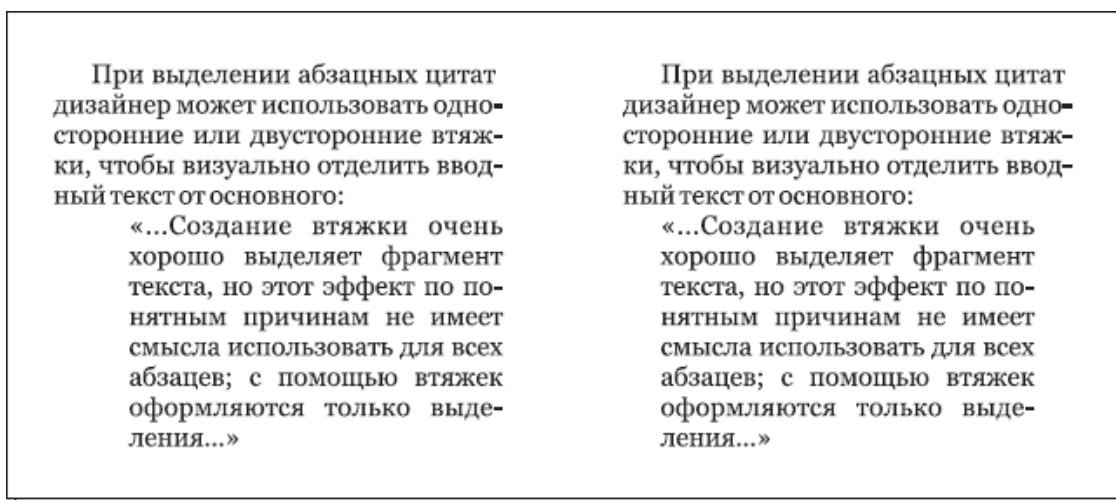 При выделении абзацных цитат
дизайнер может использовать одно-
сторонние или двусторонние втяж-
ки, чтобы визуально отделить ввод-
ный текст от основного:
«...Создание втяжки очень
хорошо выделяет фрагмент
текста, но этот эффект по по-
нятным причинам не имеет
смысла использовать для всех
абзацев; с помощью втяжек
оформляются только выде-
ления...»
При выделении абзацных цитат
дизайнер может использовать одно-
сторонние или двусторонние втяж-
ки, чтобы визуально отделить ввод-
ный текст от основного:
«...Создание втяжки очень
хорошо выделяет фрагмент
текста, но этот эффект по по-
нятным причинам не имеет
смысла использовать для всех
абзацев; с помощью втяжек
оформляются только выде-
ления...»